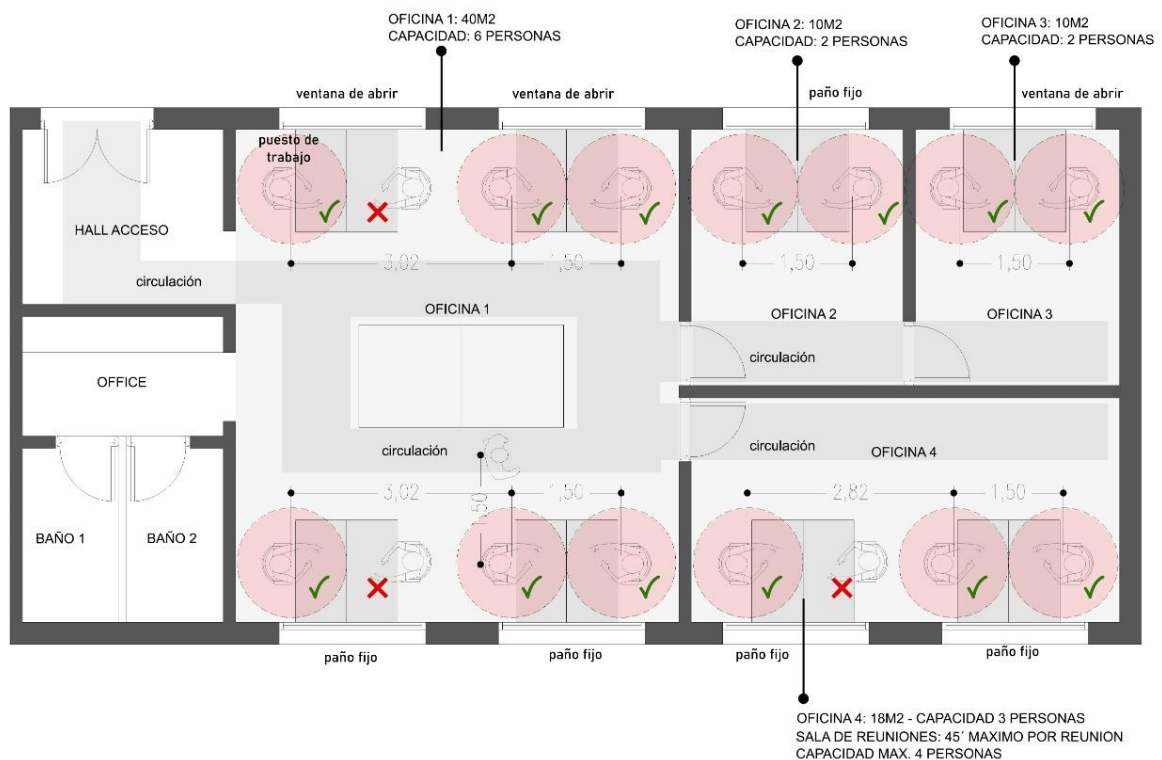 OFICINA 1: 40M2
CAPACIDAD: 6 PERSONAS
OFICINA 2: 10M2
CAPACIDAD: 2 PERSONAS
OFICINA 3: 10M2
CAPACIDAD: 2 PERSONAS
ventana de abrir
ventana de abrir
paño fijo
ventana de abrir
puesto de
trabajo
HALL ACCESO
3,02
1,50
1,50
1,50
circulación
OFICINA 1
OFICINA 2
OFICINA 3
circulación
OFFICE
circulación
circulación
OFICINA 4
3,02
1,50
2,82
1,50
1,50
BAÑO 1
BAÑO 2
paño fijo
paño fijo
paño fijo
paño fijo
OFICINA 4: 18M2 - CAPACIDAD 3 PERSONAS
SALA DE REUNIONES: 45´ MAXIMO POR REUNION
CAPACIDAD MAX. 4 PERSONAS